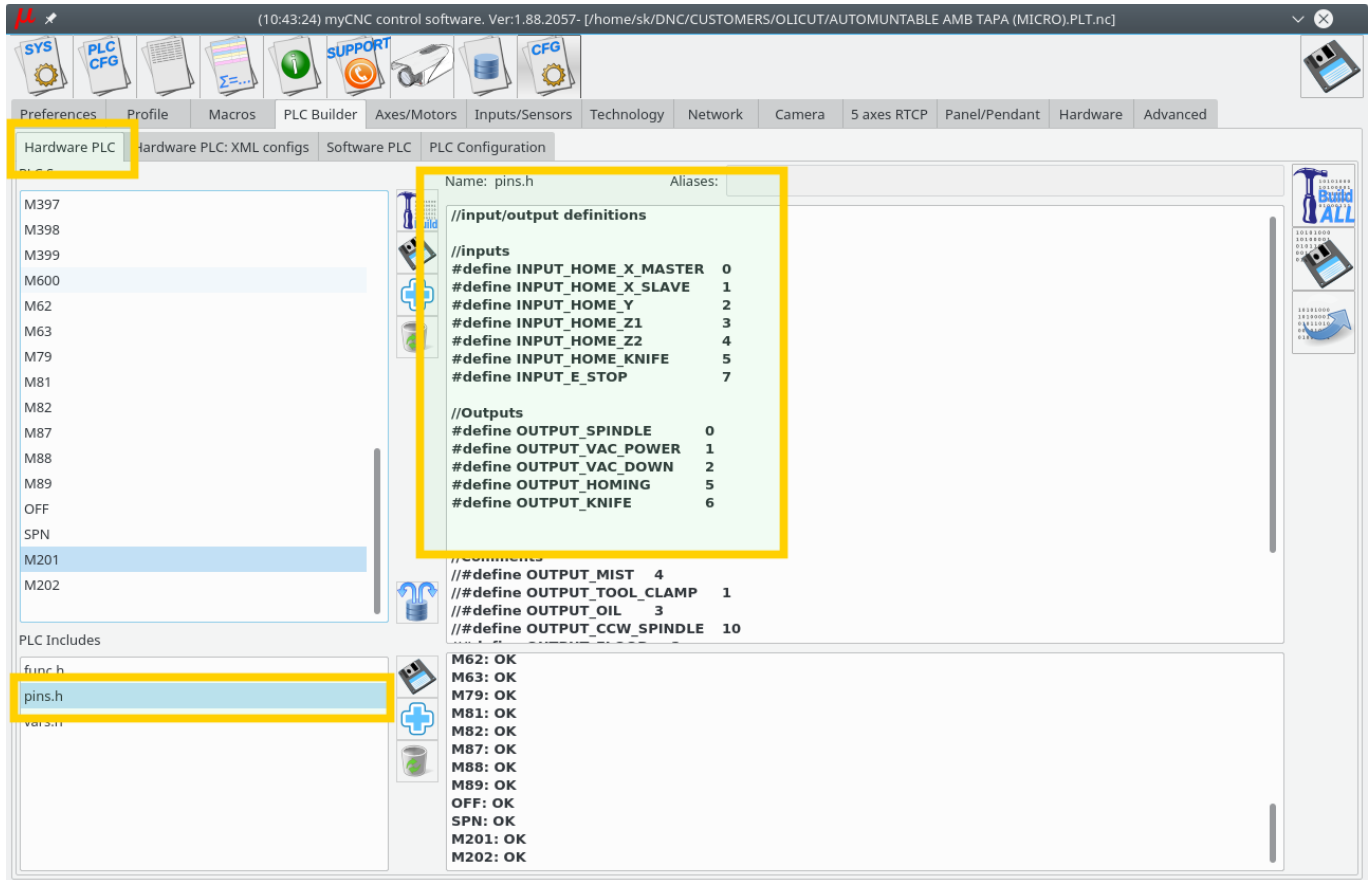 (10:43:24) myCNC control software. Ver:1.88.2057- [/home/sk/DNC/CUSTOMERS/OLICUT/AUTOMUNTABLE AMB TAPA (MICRO).PLT.nc]
SYS PLC CFG Σ=... SUPPORT CFG
Preferences Profile Macros PLC Builder Axes/Motors Inputs/Sensors Technology Network Camera 5 axes RTCP Panel/Pendant Hardware Advanced
Hardware PLC Hardware PLC: XML configs Software PLC PLC Configuration
Name: pins.h Aliases:
M397
M398
M399
M600
M62
M63
M79
M81
M82
M87
M88
M89
OFF
SPN
M201
M202
Build
//input/output definitions
//inputs
#define INPUT_HOME_X_MASTER 0
#define INPUT_HOME_X_SLAVE 1
#define INPUT_HOME_Y 2
#define INPUT_HOME_Z1 3
#define INPUT_HOME_Z2 4
#define INPUT_HOME_KNIFE 5
#define INPUT_E_STOP 7
//Outputs
#define OUTPUT_SPINDLE 0
#define OUTPUT_VAC_POWER 1
#define OUTPUT_VAC_DOWN 2
#define OUTPUT_HOMING 5
#define OUTPUT_KNIFE 6
//Comments
//#define OUTPUT_MIST 4
//#define OUTPUT_TOOL_CLAMP 1
//#define OUTPUT_OIL 3
//#define OUTPUT_CCW_SPINDLE 10
Build
ALL
PLC Includes
func.h
pins.h
vars.h
M62: OK
M63: OK
M79: OK
M81: OK
M82: OK
M87: OK
M88: OK
M89: OK
OFF: OK
SPN: OK
M201: OK
M202: OK